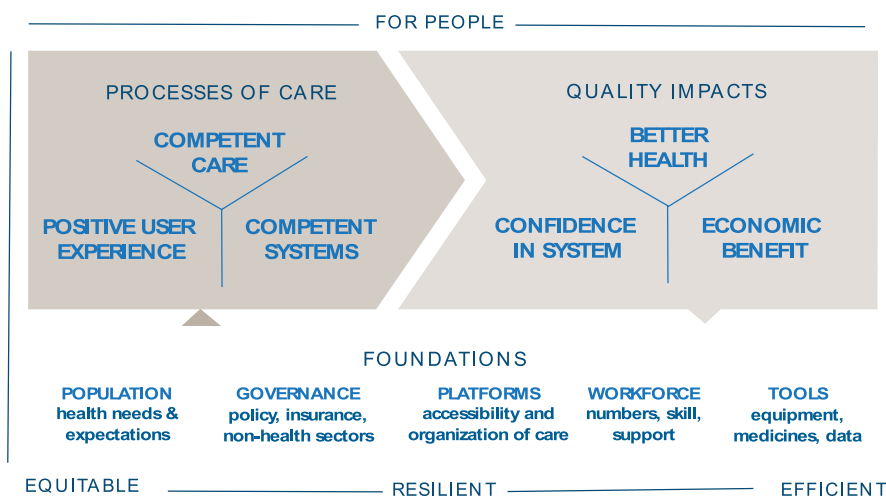 FOR PEOPLE
PROCESSES OF CARE
COMPETENT
CARE
POSITIVE USER
EXPERIENCE
COMPETENT
SYSTEMS
QUALITY IMPACTS
BETTER
HEALTH
CONFIDENCE
IN SYSTEM
ECONOMIC
BENEFIT
FOUNDATIONS
POPULATION
health needs &
expectations
GOVERNANCE
policy, insurance,
non-health sectors
PLATFORMS
accessibility and
organization of care
WORKFORCE
numbers, skill,
support
TOOLS
equipment,
medicines, data
EQUITABLE
RESILIENT
EFFICIENT